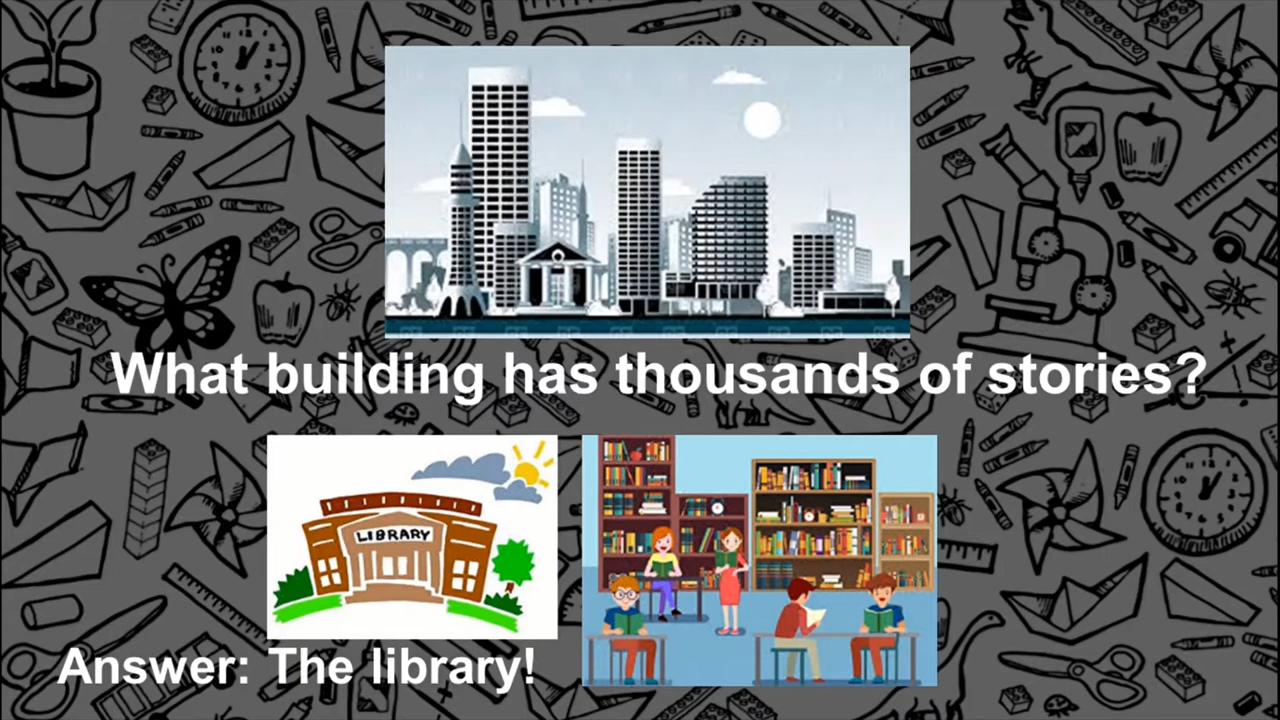 What building has thousands of stories?
LIBRARY
Answer: The library!